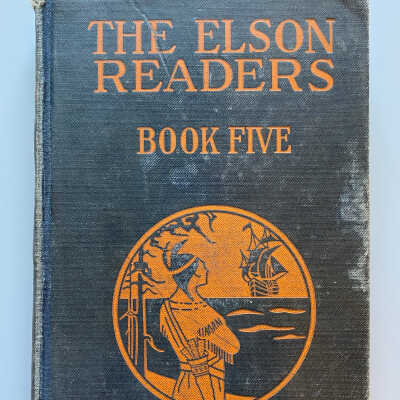 THE ELSON
READERS
BOOK FIVE